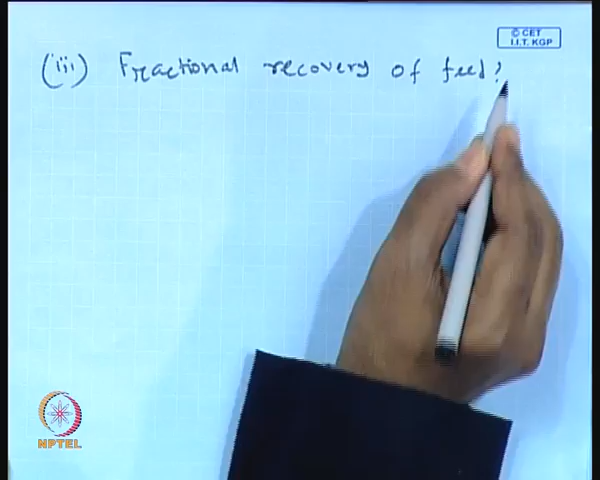 © CET
I.I.T. KGP
(iii) Fractional recovery of feed?
NPTEL